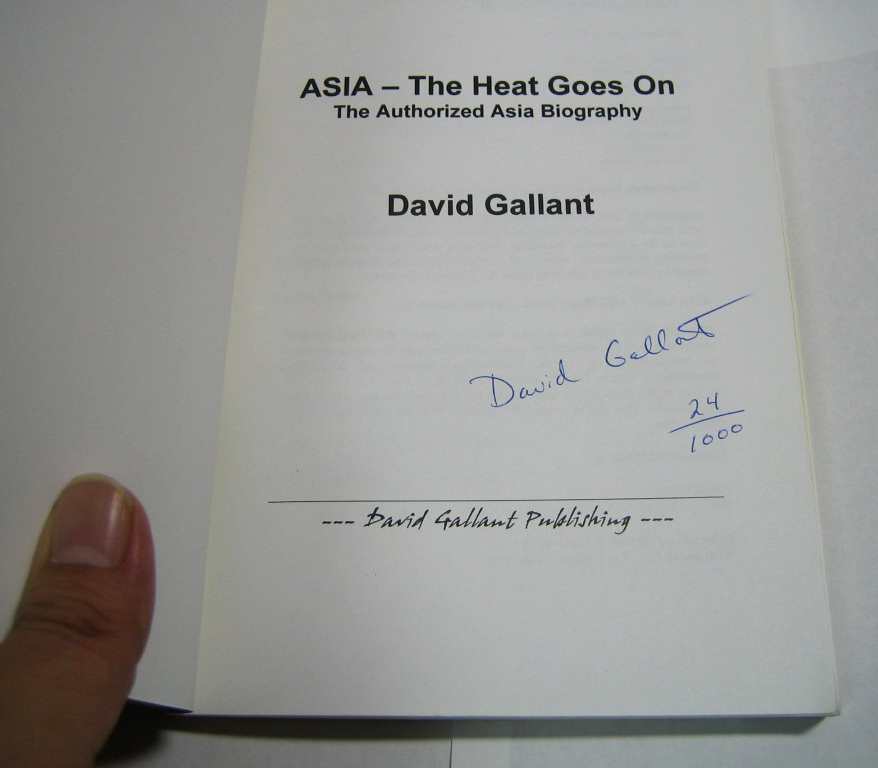 ASIA – The Heat Goes On
The Authorized Asia Biography
David Gallant
David Gallant
24
1000
--- David Gallant Publishing ---